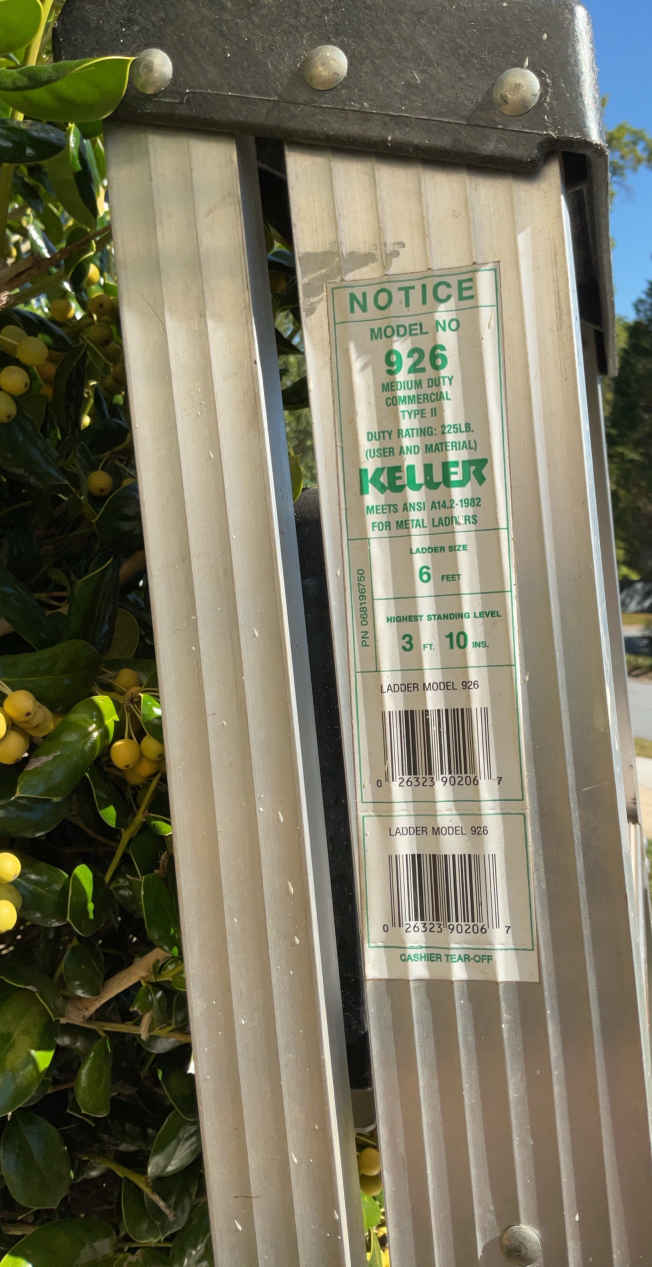 NOTICE
MODEL NO
926
MEDIUM DUTY
COMMERCIAL
TYPE II
DUTY RATING: 225LB.
(USER AND MATERIAL)
KELLER
MEETS ANSI A14.2-1982
FOR METAL LADDERS
LADDER SIZE
6 FEET
PN 068196750
HIGHEST STANDING LEVEL
3 FT. 10 INS.
LADDER MODEL 926
0 26323 90206 7
LADDER MODEL 926
0 26323 90206 7
CASHIER TEAR-OFF